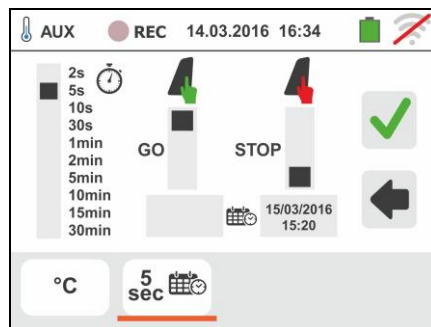 AUX REC 14.03.2016 16:34
2s
5s
10s
30s
1min
2min
5min
10min
15min
30min
GO
STOP
15/03/2016
15:20
°C
5
sec